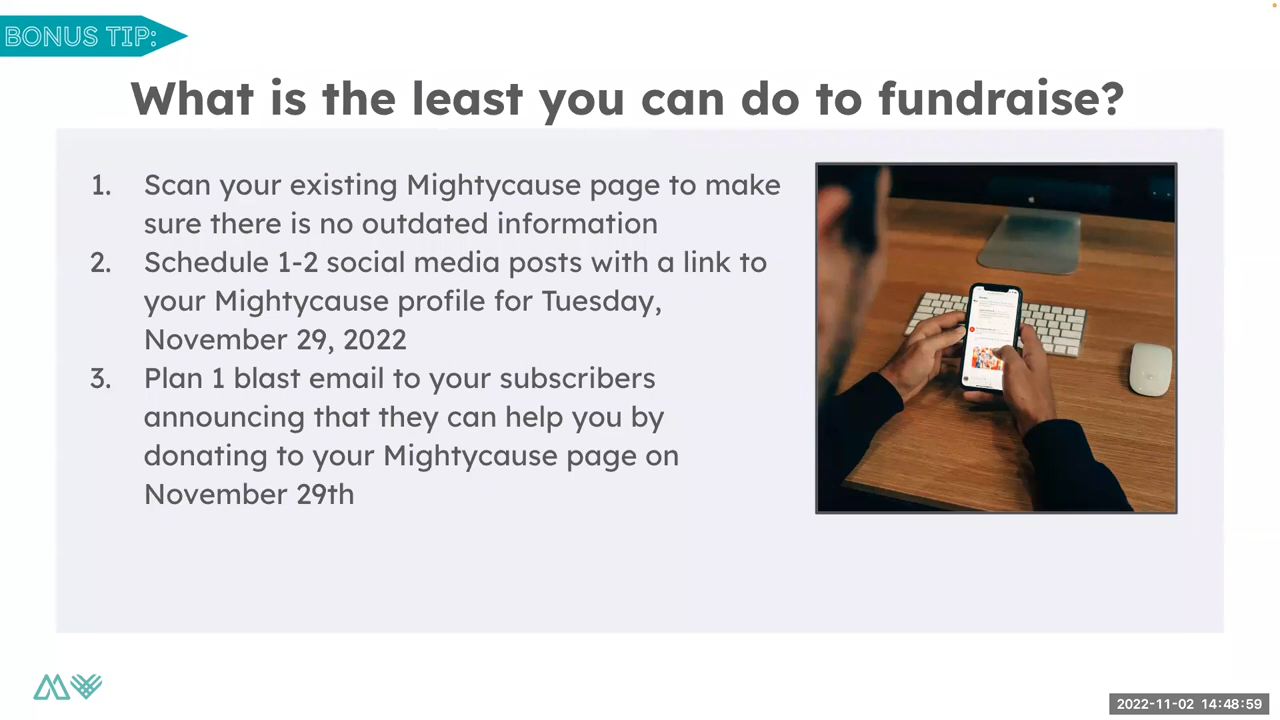 BONUS TIP:
What is the least you can do to fundraise?
1. Scan your existing Mightycause page to make
sure there is no outdated information
2. Schedule 1-2 social media posts with a link to
your Mightycause profile for Tuesday,
November 29, 2022
3. Plan 1 blast email to your subscribers
announcing that they can help you by
donating to your Mightycause page on
November 29th
2022-11-02 14:48:59